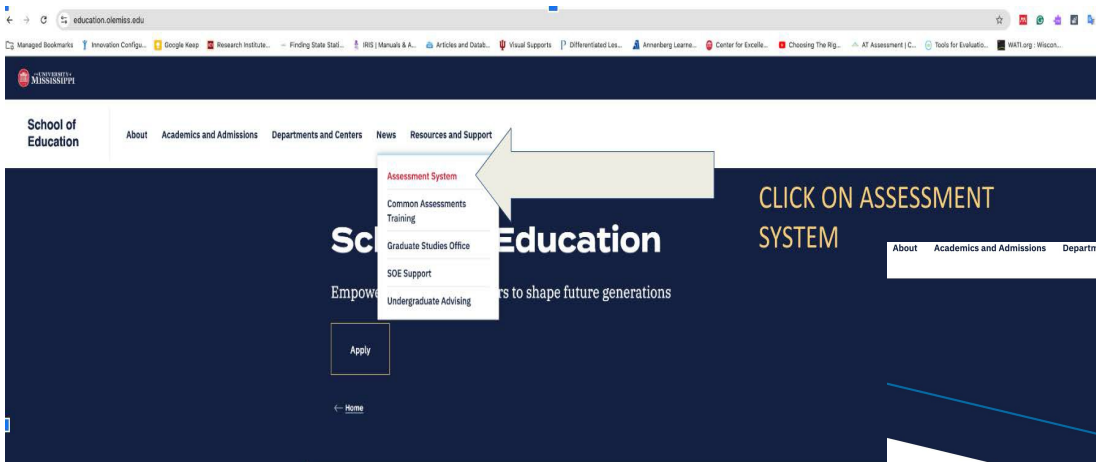 education.olemiss.edu
Managed Bookmarks Innovation Configu... Google Keep Research Institute... Finding State Stati... IRIS | Manuals & A... Articles and Datab... Visual Supports Differentiated Les... Annenberg Learne... Center for Excelle... Choosing The Rig... AT Assessment | C... Tools for Evaluatio... WATI.org : Wiscon...
THE UNIVERSITY OF
MISSISSIPPI
School of
Education
About Academics and Admissions Departments and Centers News Resources and Support
Assessment System
Common Assessments
Training
Graduate Studies Office
SOE Support
Undergraduate Advising
CLICK ON ASSESSMENT
SYSTEM
About Academics and Admissions Departm
Sc Education
Empowe rs to shape future generations
Apply
← Home